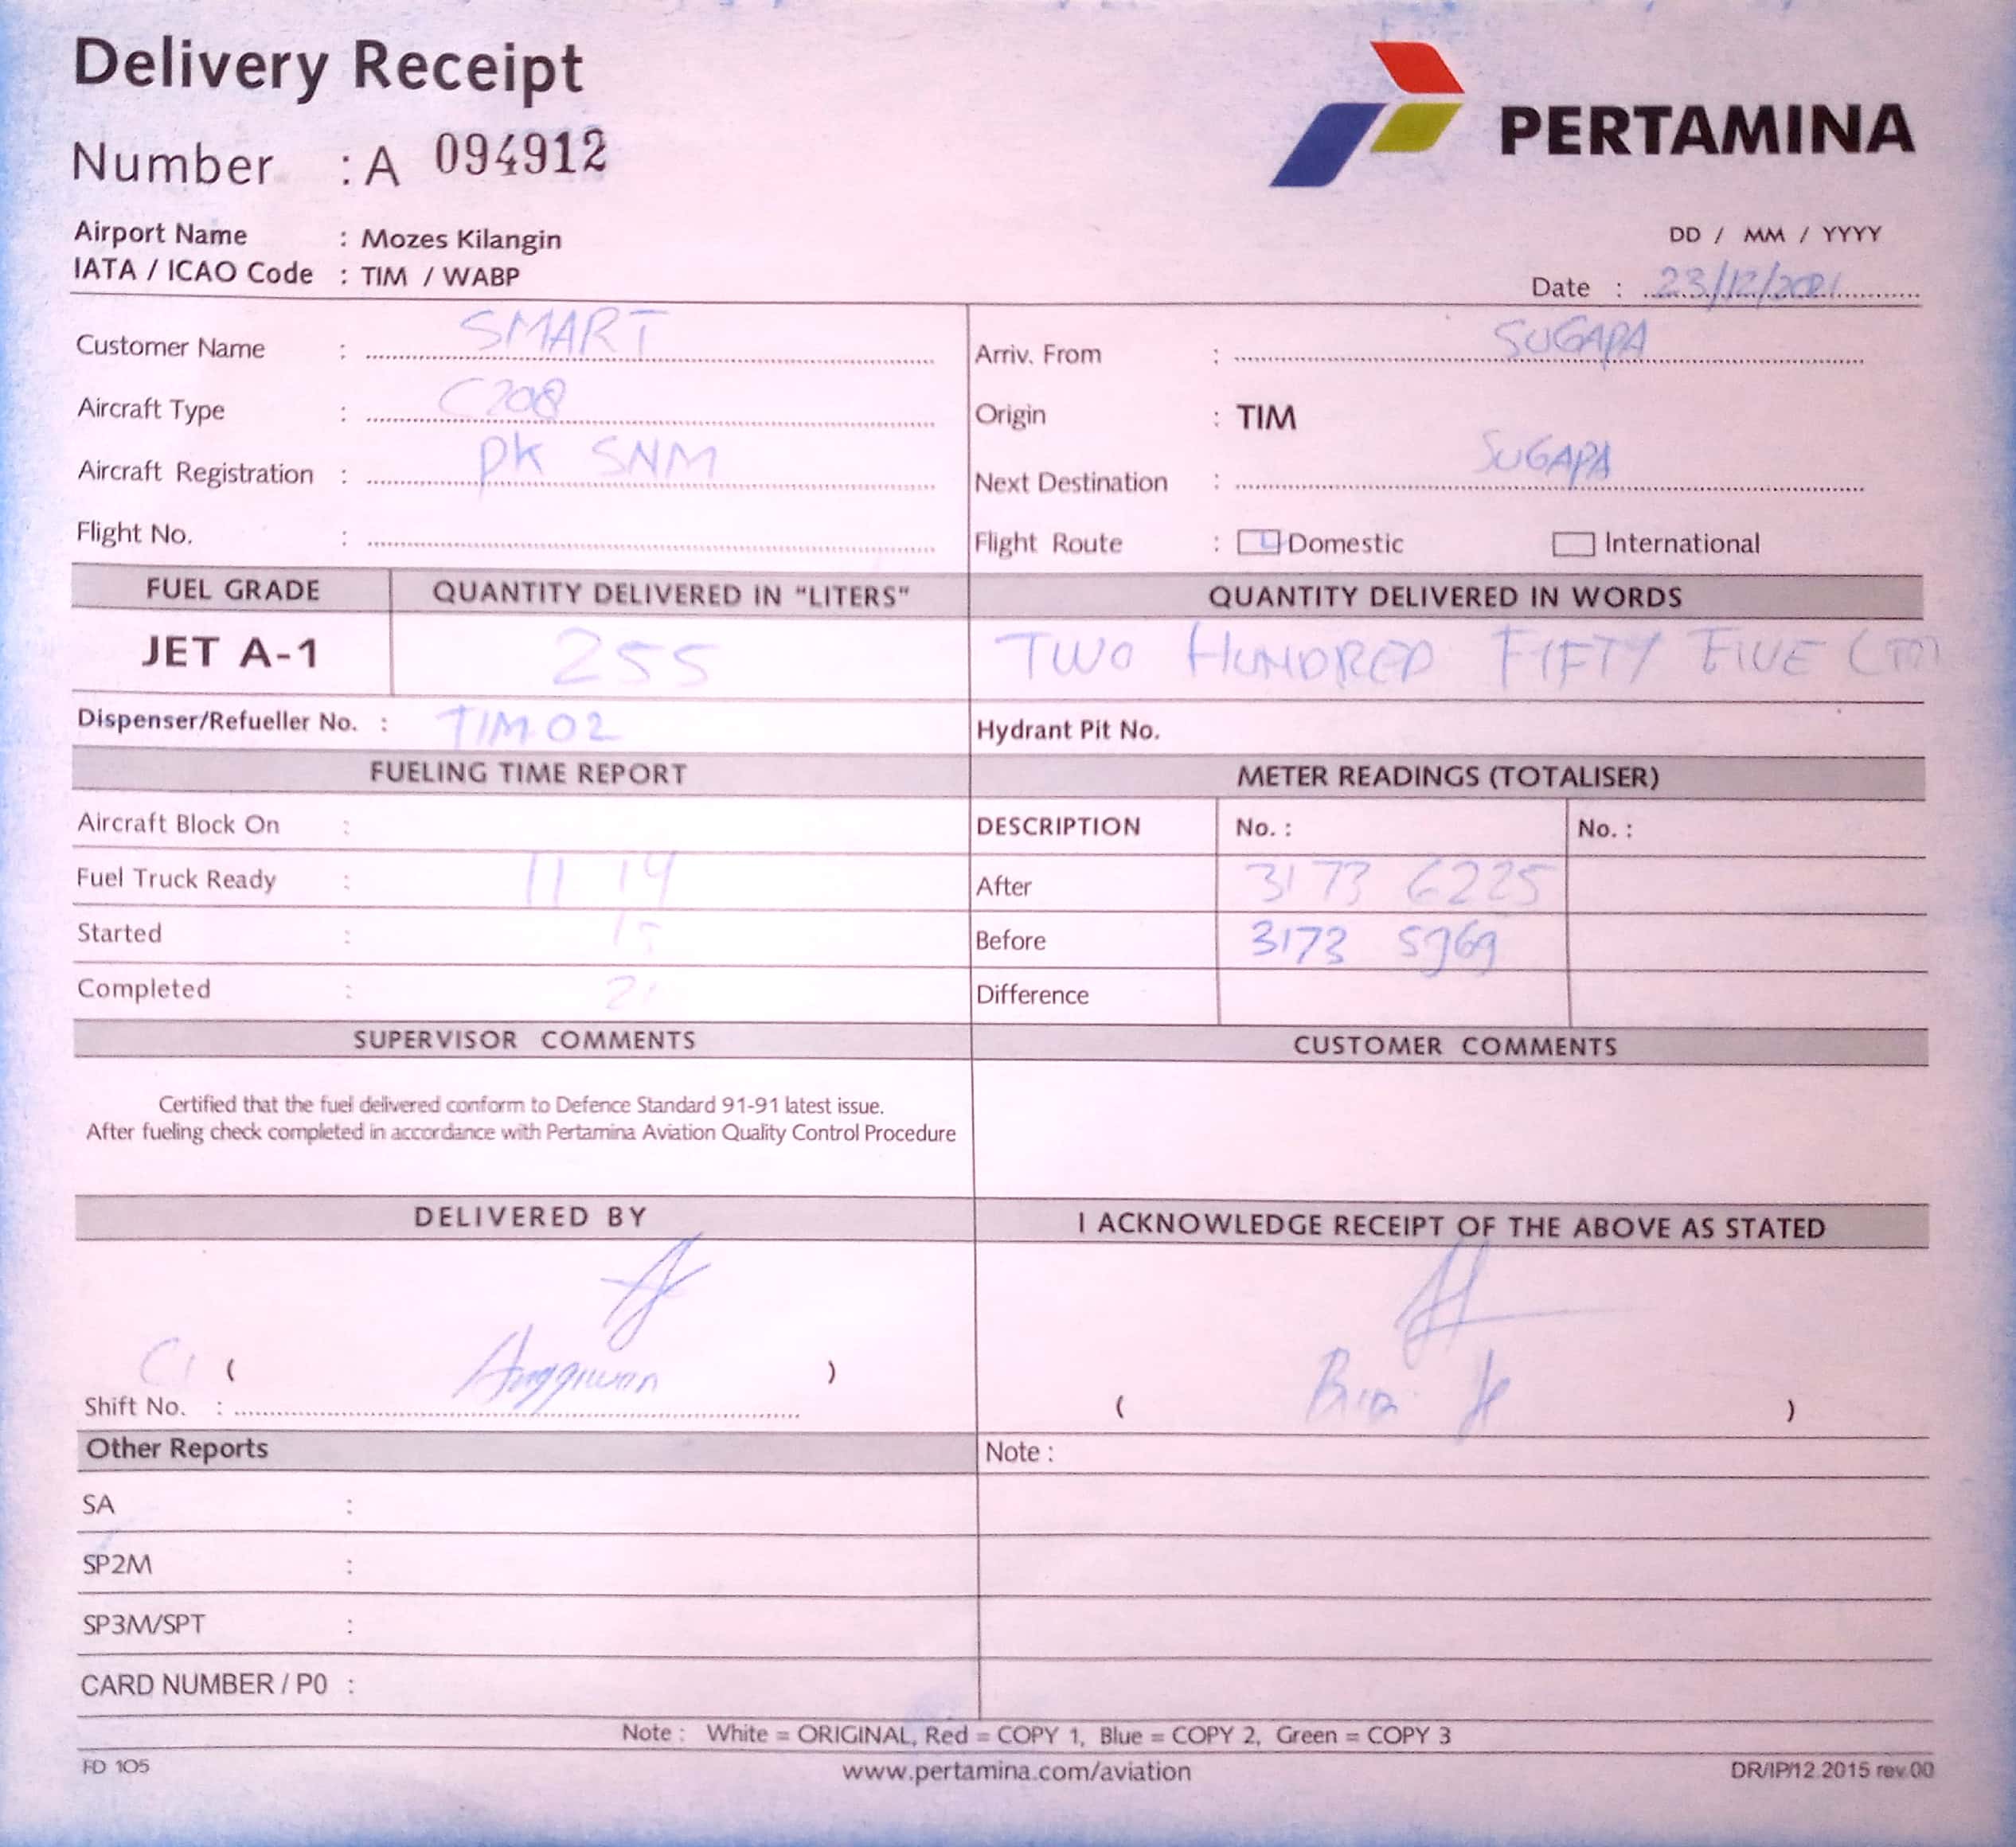 Delivery Receipt
PERTAMINA
Number : A 094912
Airport Name : Mozes Kilangin
IATA / ICAO Code : TIM / WABP
DD / MM / YYYY
Date : 23/12/2021
Customer Name : SMART
Aircraft Type : C208
Aircraft Registration : PK SNM
Flight No. :
Arriv. From : SUGAPA
Origin : TIM
Next Destination : SUGAPA
Flight Route : Domestic International
FUEL GRADE QUANTITY DELIVERED IN "LITERS" QUANTITY DELIVERED IN WORDS
JET A-1 255 TWO HUNDRED FIFTY FIVE
Dispenser/Refueller No. : TIM 02 Hydrant Pit No.
FUELING TIME REPORT
Aircraft Block On :
Fuel Truck Ready : 11 14
Started : 15
Completed :
METER READINGS (TOTALISER)
DESCRIPTION No. : No. :
After 3173 6225
Before 3173 5969
Difference
SUPERVISOR COMMENTS
Certified that the fuel delivered conform to Defence Standard 91-91 latest issue.
After fueling check completed in accordance with Pertamina Aviation Quality Control Procedure
CUSTOMER COMMENTS
DELIVERED BY
C1 ( Anggiwan )
Shift No. :
I ACKNOWLEDGE RECEIPT OF THE ABOVE AS STATED
( )
Other Reports
SA :
SP2M :
SP3M/SPT :
CARD NUMBER / P0 :
Note :
Note : White = ORIGINAL, Red = COPY 1, Blue = COPY 2, Green = COPY 3
FD 105 www.pertamina.com/aviation DR/IP/12.2015 rev.00